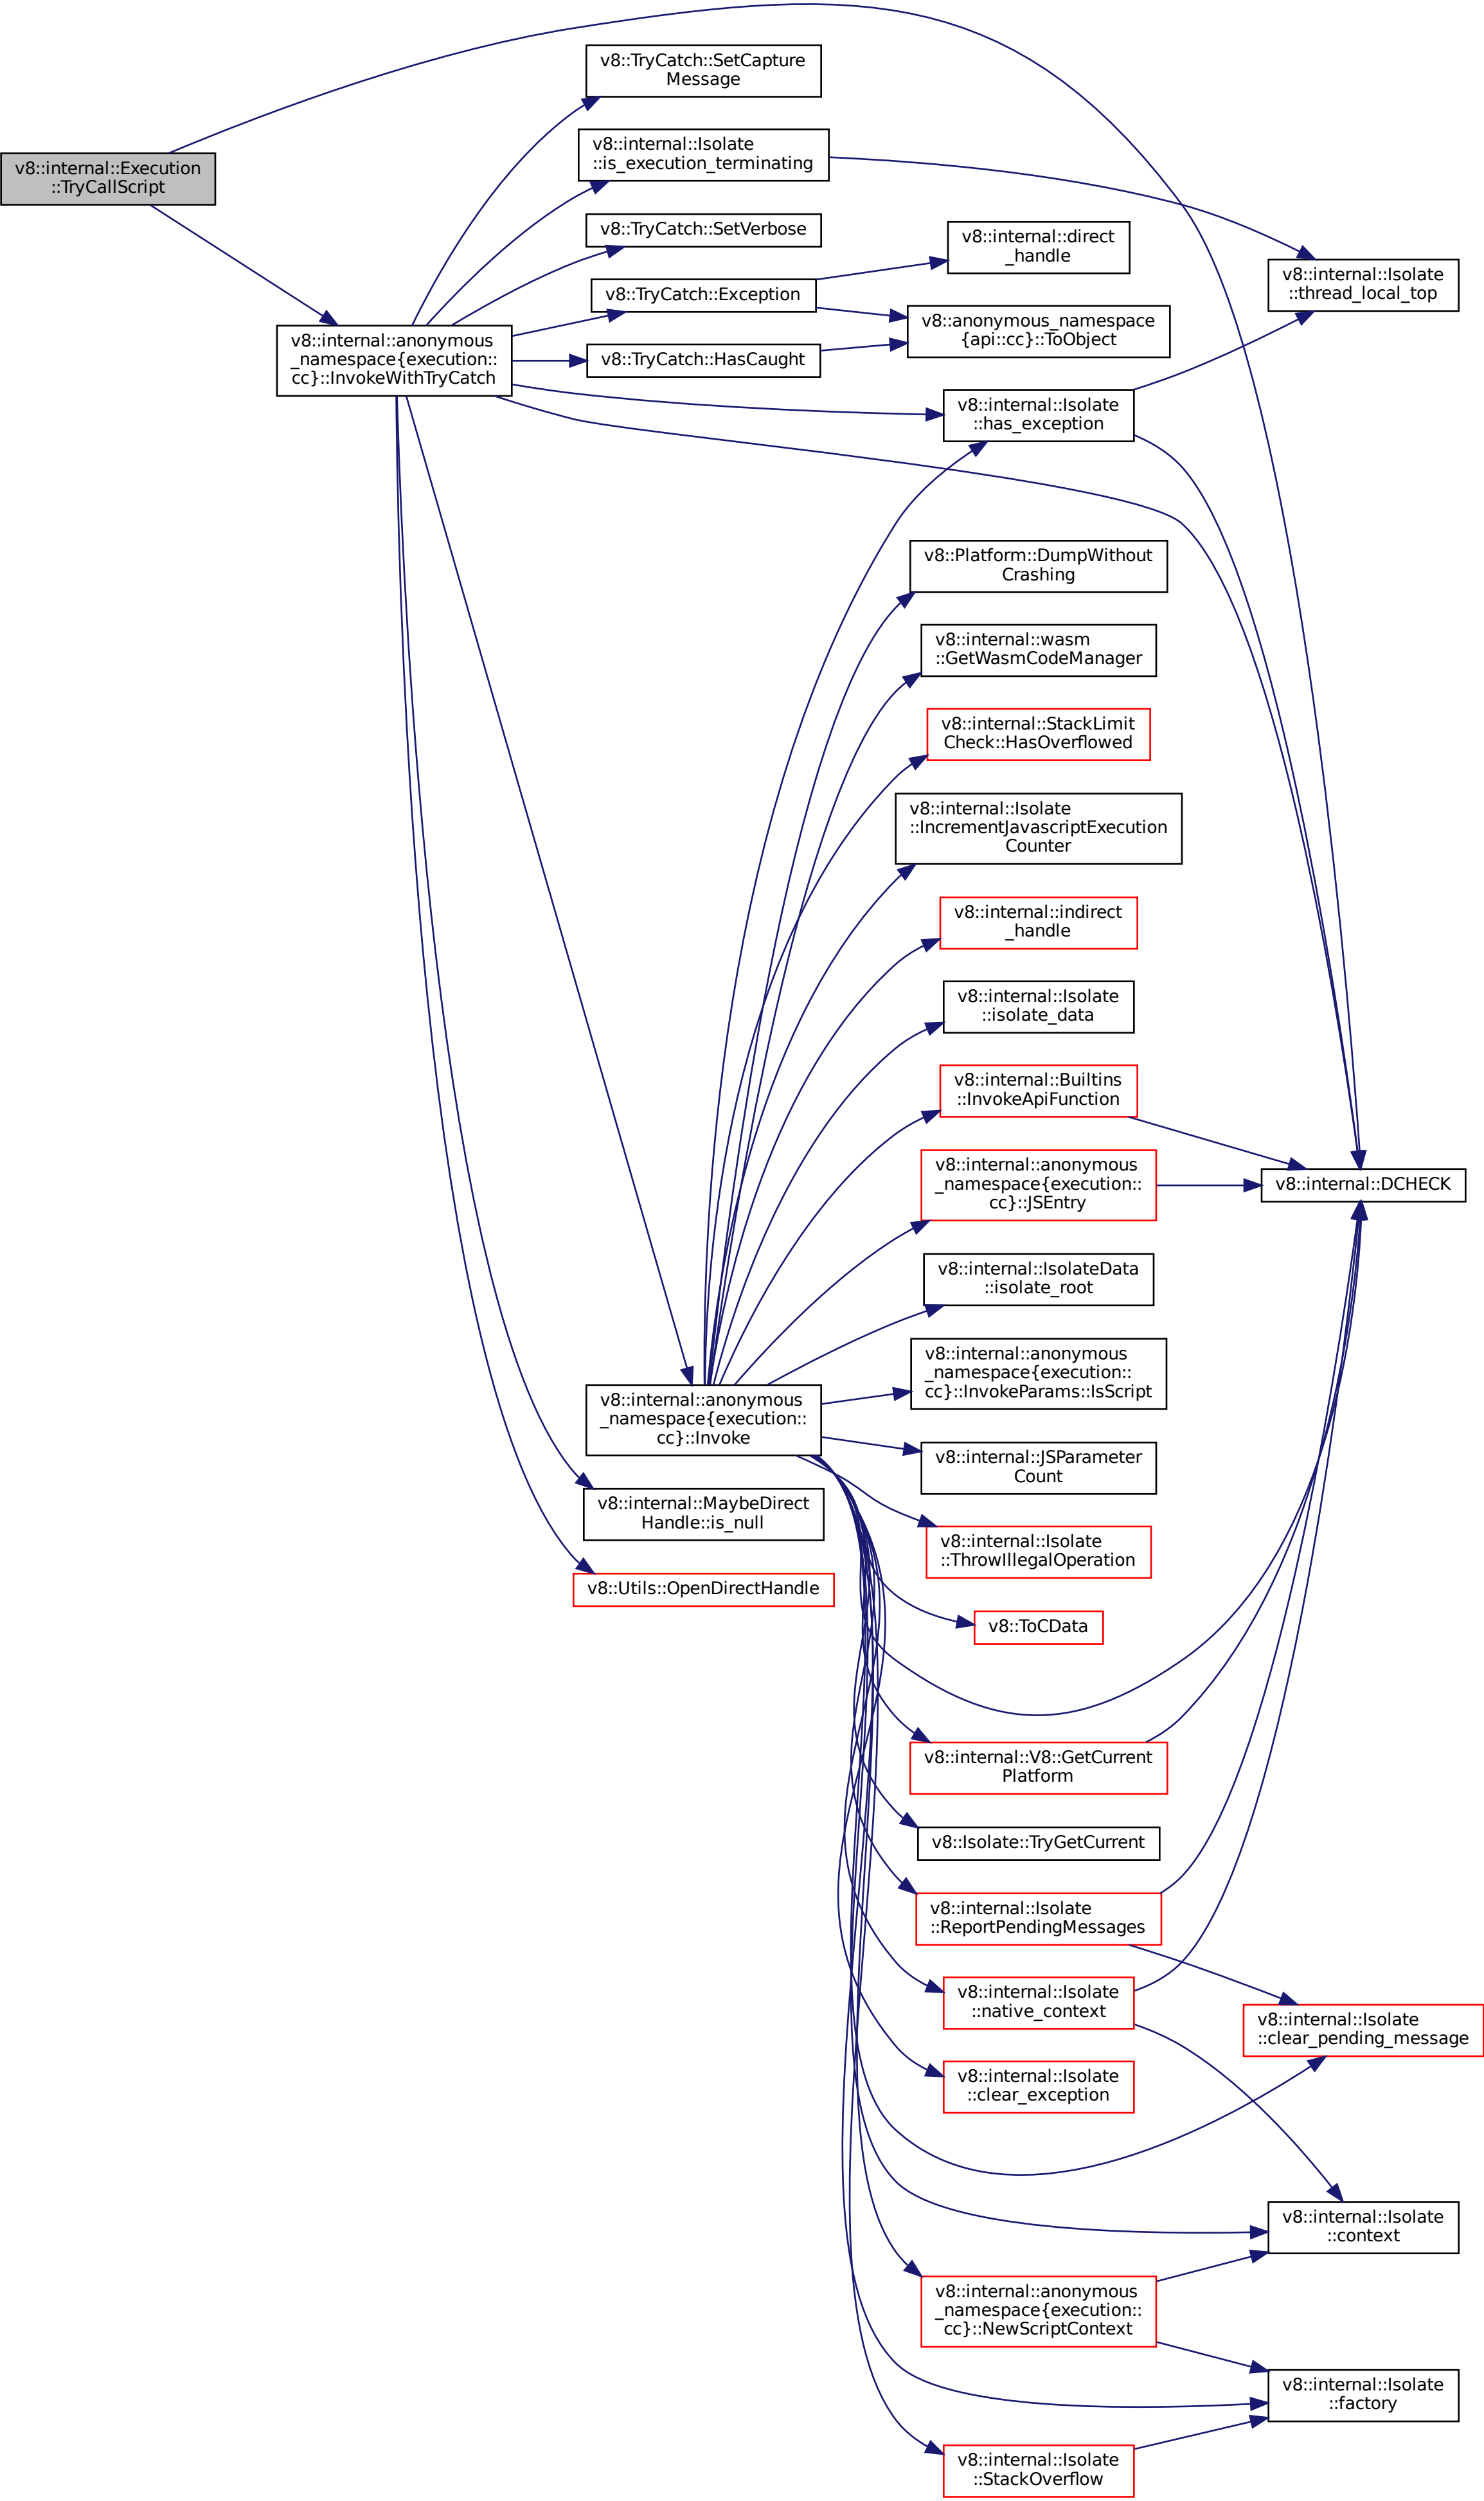 v8::internal::Execution
::TryCallScript
v8::TryCatch::SetCapture
Message
v8::internal::Isolate
::is_execution_terminating
v8::TryCatch::SetVerbose
v8::TryCatch::Exception
v8::TryCatch::HasCaught
v8::internal::anonymous
_namespace{execution::
cc}::InvokeWithTryCatch
v8::internal::direct
_handle
v8::anonymous_namespace
{api::cc}::ToObject
v8::internal::Isolate
::thread_local_top
v8::internal::Isolate
::has_exception
v8::Platform::DumpWithout
Crashing
v8::internal::wasm
::GetWasmCodeManager
v8::internal::StackLimit
Check::HasOverflowed
v8::internal::Isolate
::IncrementJavascriptExecution
Counter
v8::internal::indirect
_handle
v8::internal::Isolate
::isolate_data
v8::internal::Builtins
::InvokeApiFunction
v8::internal::anonymous
_namespace{execution::
cc}::JSEntry
v8::internal::DCHECK
v8::internal::IsolateData
::isolate_root
v8::internal::anonymous
_namespace{execution::
cc}::InvokeParams::IsScript
v8::internal::anonymous
_namespace{execution::
cc}::Invoke
v8::internal::JSParameter
Count
v8::internal::MaybeDirect
Handle::is_null
v8::Utils::OpenDirectHandle
v8::internal::Isolate
::ThrowIllegalOperation
v8::ToCData
v8::internal::V8::GetCurrent
Platform
v8::Isolate::TryGetCurrent
v8::internal::Isolate
::ReportPendingMessages
v8::internal::Isolate
::native_context
v8::internal::Isolate
::clear_pending_message
v8::internal::Isolate
::clear_exception
v8::internal::Isolate
::context
v8::internal::anonymous
_namespace{execution::
cc}::NewScriptContext
v8::internal::Isolate
::factory
v8::internal::Isolate
::StackOverflow